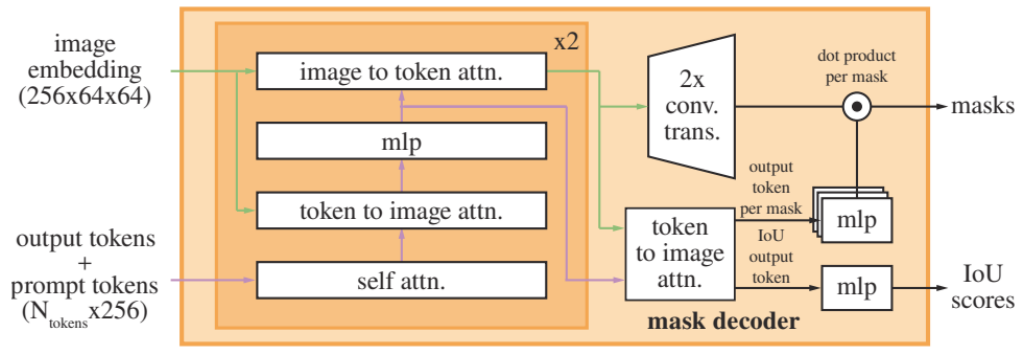 image
embedding
(256x64x64)
output tokens
+
prompt tokens
(N_tokens x256)
x2
image to token attn.
mlp
token to image attn.
self attn.
2x
conv.
trans.
dot product
per mask
masks
output
token
per mask
mlp
token
to image
attn.
IoU
output
token
mlp
IoU
scores
mask decoder